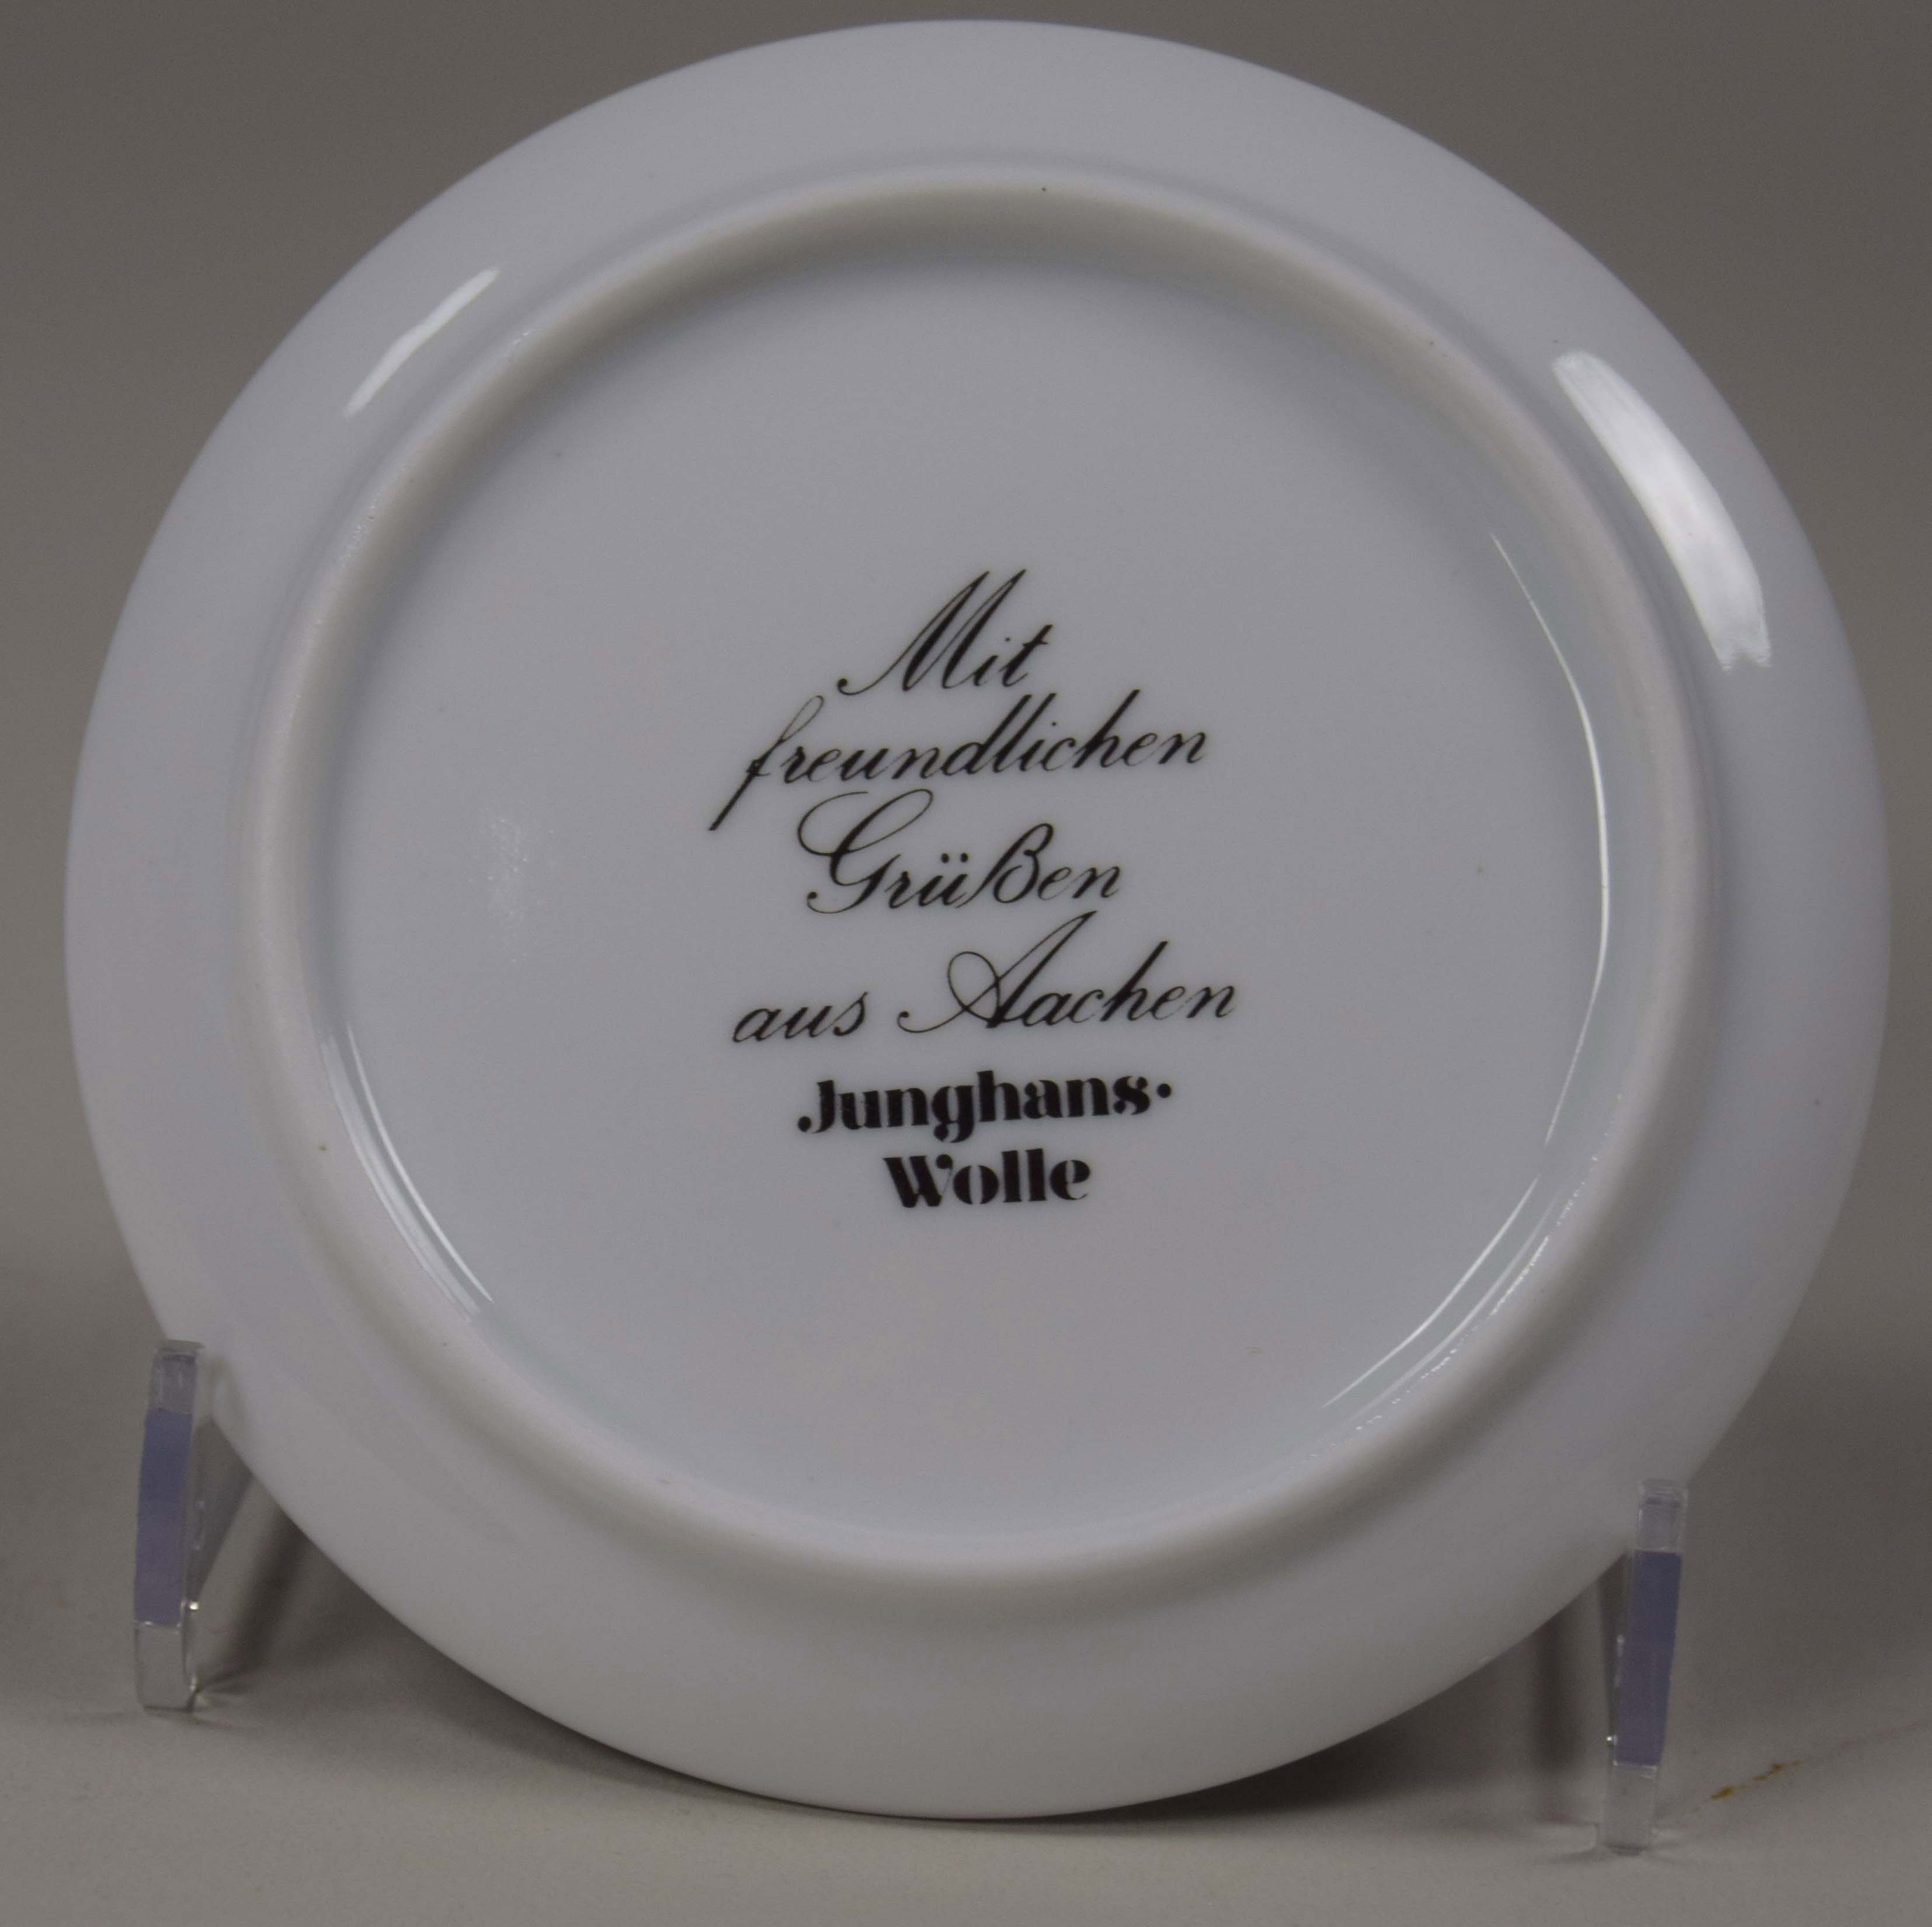 Mit
freundlichen
Grüßen
aus Aachen
Junghans·
Wolle